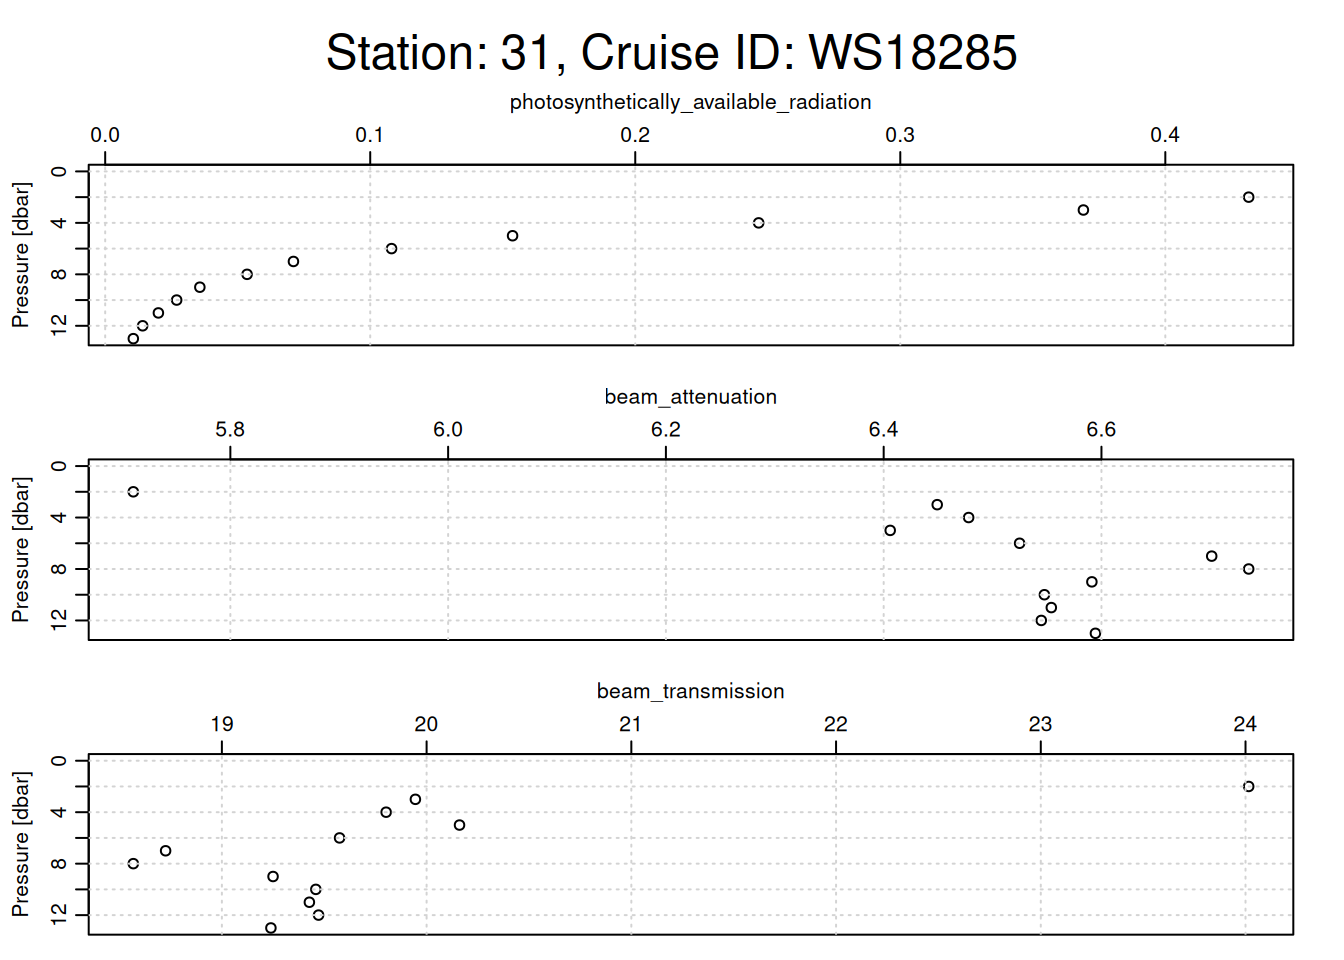 Station: 31, Cruise ID: WS18285
photosynthetically_available_radiation
0.0 0.1 0.2 0.3 0.4
Pressure [dbar]
0
4
8
12
beam_attenuation
5.8 6.0 6.2 6.4 6.6
Pressure [dbar]
0
4
8
12
beam_transmission
19 20 21 22 23 24
Pressure [dbar]
0
4
8
12